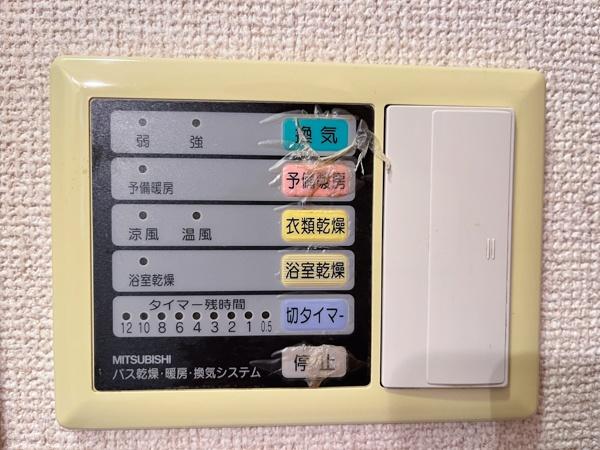 弱 強 換気
予備暖房 予備暖房
涼風 温風 衣類乾燥
浴室乾燥 浴室乾燥
タイマー残時間
12 10 8 6 4 3 2 1 0.5 切タイマー
MITSUBISHI 停止
バス乾燥・暖房・換気システム